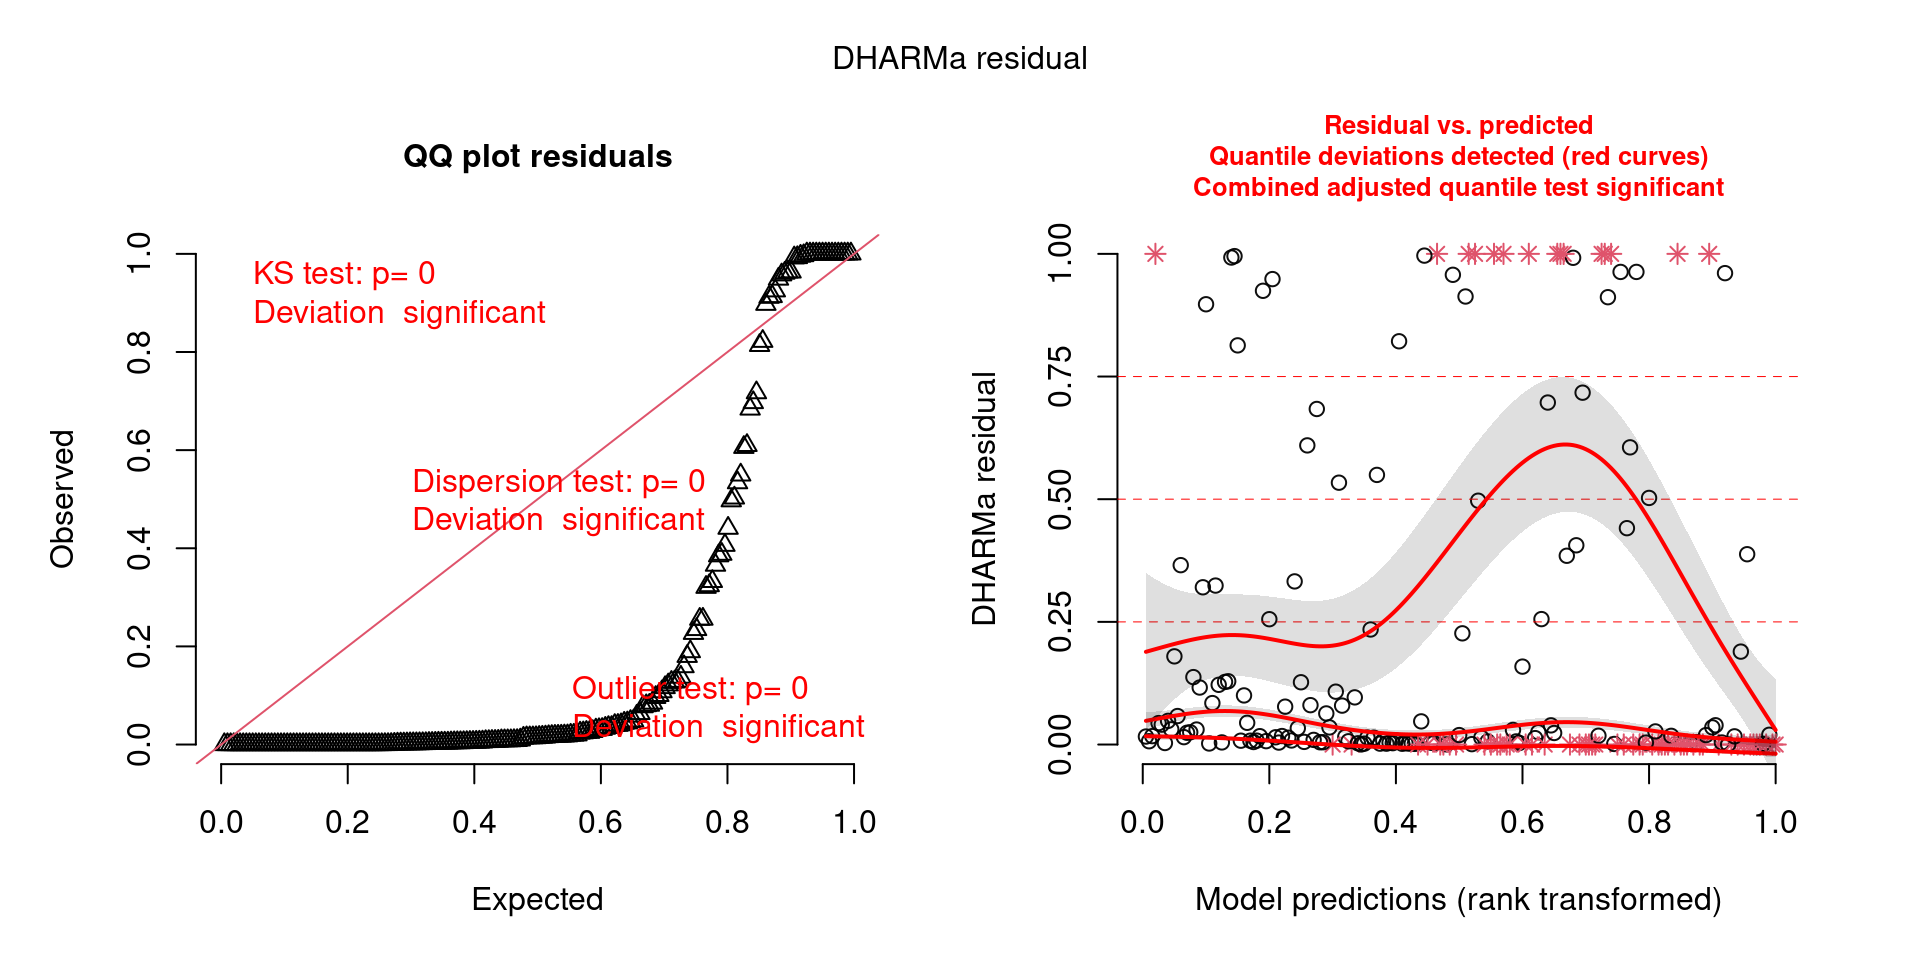 DHARMa residual
QQ plot residuals
KS test: p= 0
Deviation  significant
Dispersion test: p= 0
Deviation  significant
Outlier test: p= 0
Deviation  significant
Observed
1.0
0.8
0.6
0.4
0.2
0.0
0.0 0.2 0.4 0.6 0.8 1.0
Expected
Residual vs. predicted
Quantile deviations detected (red curves)
Combined adjusted quantile test significant
DHARMa residual
1.00
0.75
0.50
0.25
0.00
0.0 0.2 0.4 0.6 0.8 1.0
Model predictions (rank transformed)